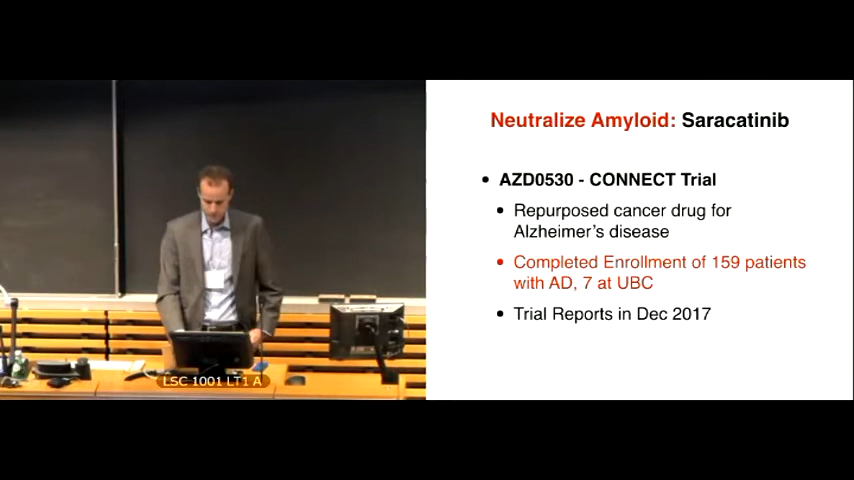 Neutralize Amyloid: Saracatinib
• AZD0530 - CONNECT Trial
• Repurposed cancer drug for
Alzheimer's disease
• Completed Enrollment of 159 patients
with AD, 7 at UBC
• Trial Reports in Dec 2017
LSC 1001 LT1 A